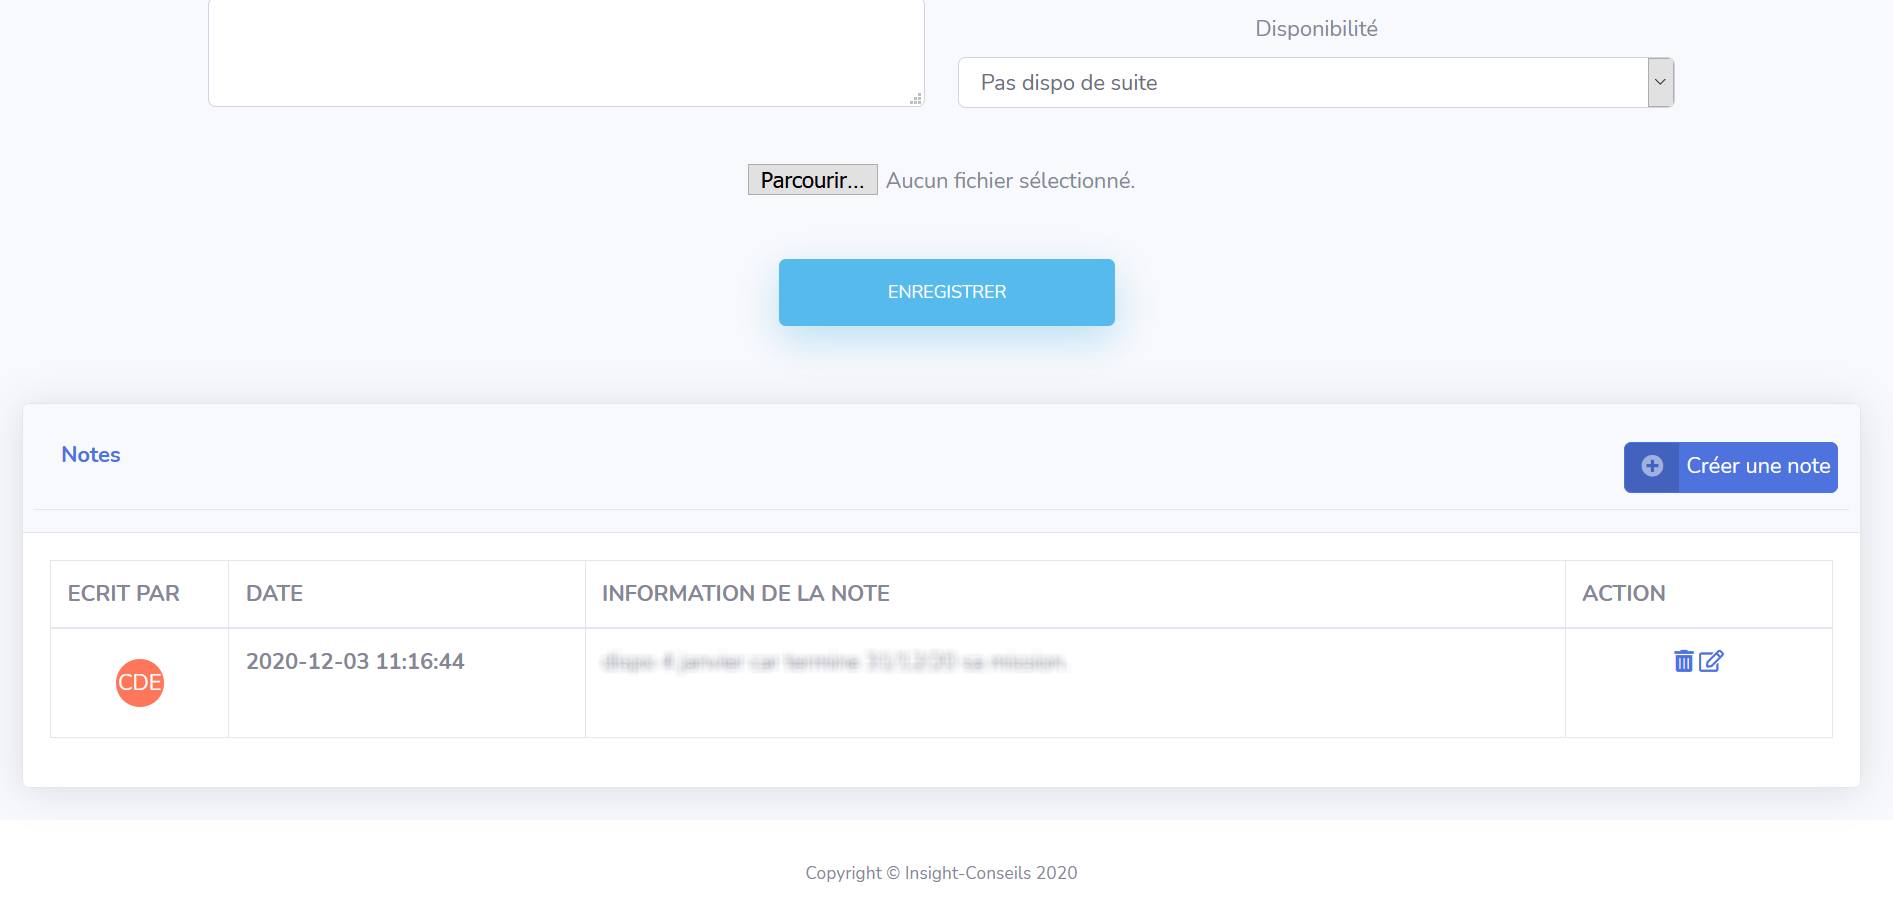 Disponibilité
Pas dispo de suite
Parcourir... Aucun fichier sélectionné.
ENREGISTRER
Notes
Créer une note
ECRIT PAR DATE INFORMATION DE LA NOTE ACTION
CDE 2020-12-03 11:16:44
Copyright © Insight-Conseils 2020